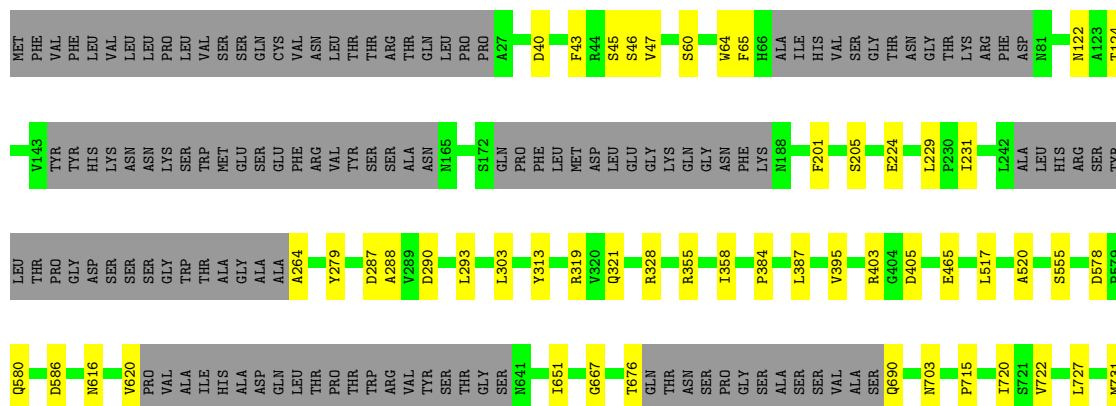 MET PHE VAL PHE LEU VAL LEU LEU PRO LEU VAL SER SER GLN CYS VAL ASN LEU THR THR ARG THR GLN LEU PRO PRO A27 D40 F43 R44 S45 S46 V47 S60 W64 F65 H66 ALA ILE HIS VAL SER GLY THR ASN GLY THR LYS ARG PHE ASP N81 N122 A123 T124
V143 TYR TYR HIS LYS ASN ASN LYS SER TRP MET GLU SER GLU PHE ARG VAL TYR SER SER ALA ASN N165 S172 GLN PRO PHE LEU MET ASP LEU GLU GLY LYS GLN GLY ASN PHE LYS N188 F201 S205 E224 L229 P230 I231 L242 ALA LEU HIS ARG SER TYR
LEU THR PRO GLY ASP SER SER SER GLY TRP THR ALA GLY ALA ALA A264 Y279 D287 A288 V289 D290 L293 L303 Y313 R319 V320 Q321 R328 R355 I358 P384 L387 V395 R403 G404 D405 E465 L517 A520 S555 D578 P579
Q580 D586 N616 V620 PRO VAL ALA ILE HIS ALA ASP GLN LEU THR PRO THR TRP ARG VAL TYR SER THR GLY SER N641 I651 G667 T676 GLN THR ASN SER PRO GLY SER ALA SER SER VAL ALA SER Q690 N703 P715 I720 S721 V722 L727